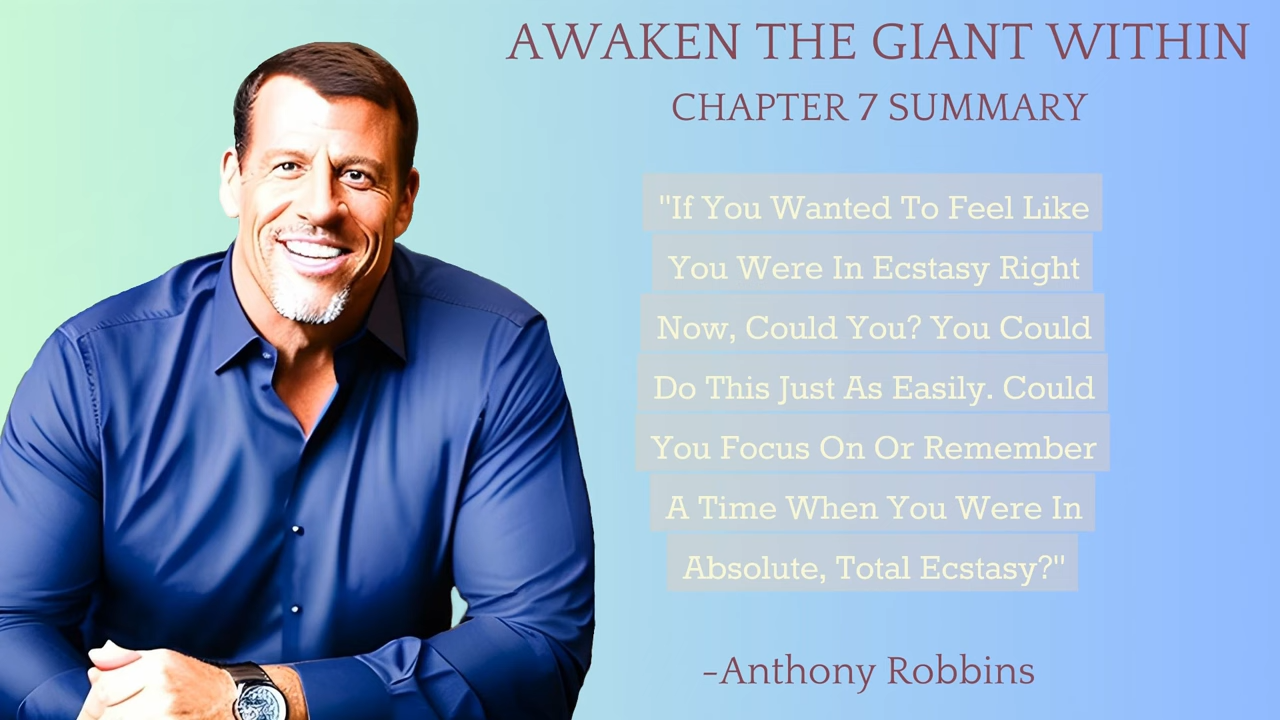 AWAKEN THE GIANT WITHIN
CHAPTER 7 SUMMARY
"If You Wanted To Feel Like
You Were In Ecstasy Right
Now, Could You? You Could
Do This Just As Easily. Could
You Focus On Or Remember
A Time When You Were In
Absolute, Total Ecstasy?"
-Anthony Robbins